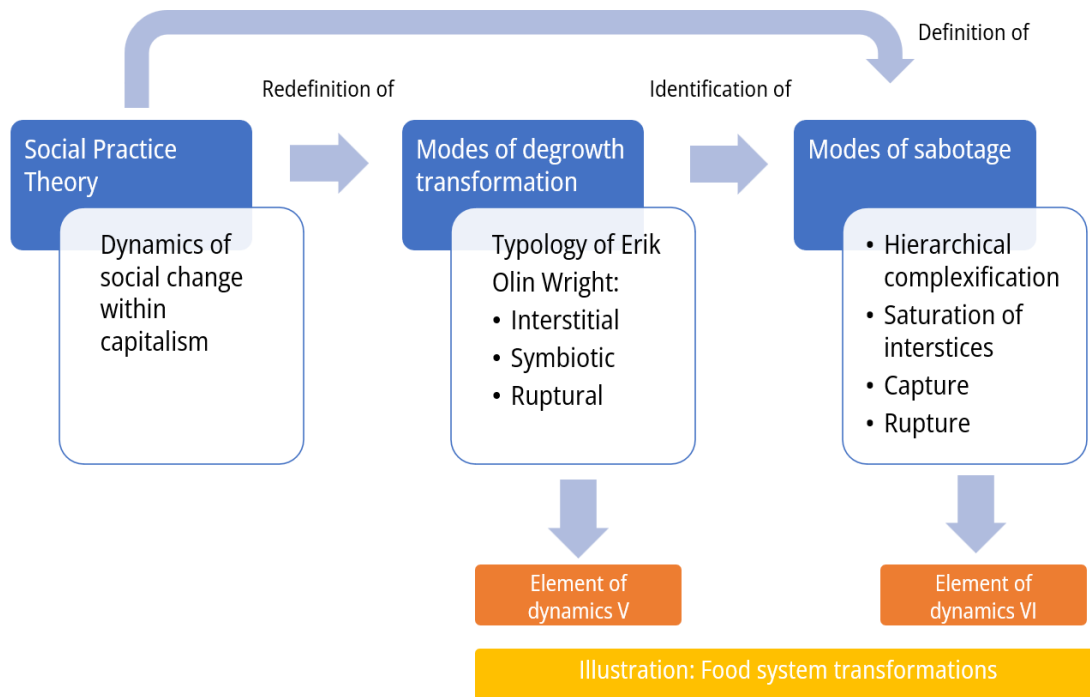 Definition of
Redefinition of
Identification of
Social Practice
Theory
Dynamics of
social change
within
capitalism
Modes of degrowth
transformation
Typology of Erik
Olin Wright:
• Interstitial
• Symbiotic
• Ruptural
Modes of sabotage
• Hierarchical
complexification
• Saturation of
interstices
• Capture
• Rupture
Element of
dynamics V
Element of
dynamics VI
Illustration: Food system transformations